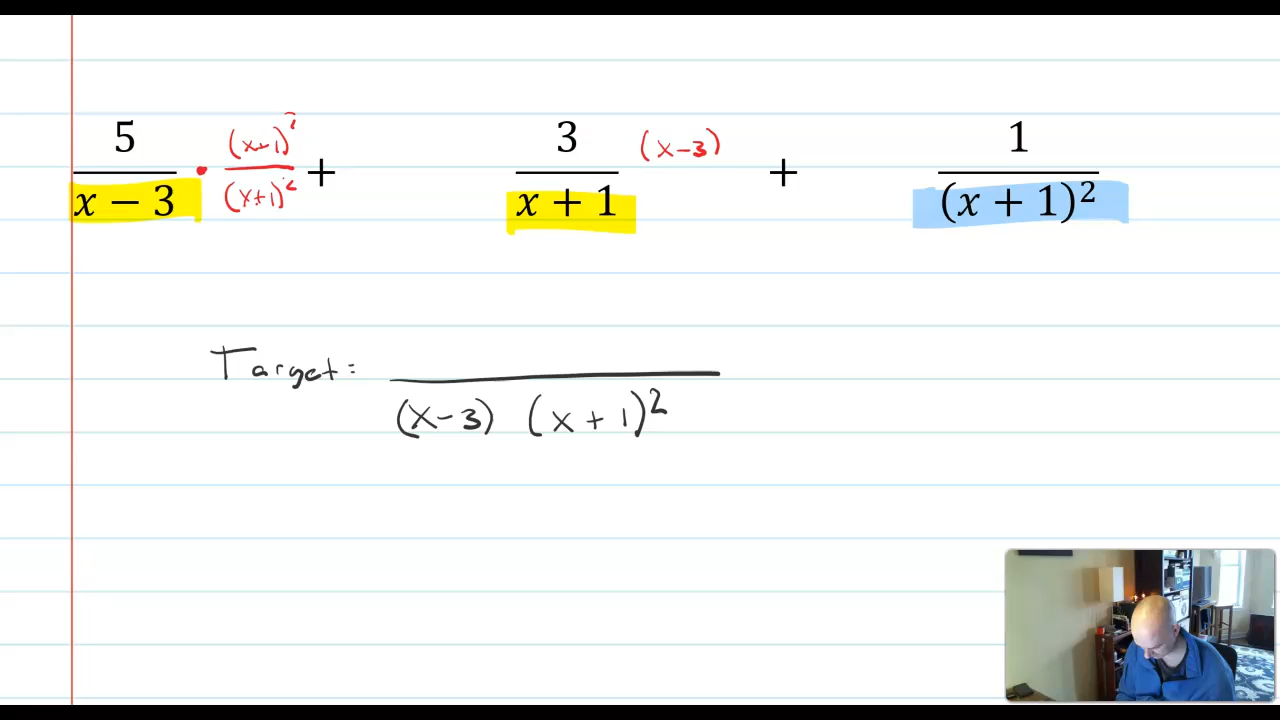 5/(x − 3) · (x+1)²/(x+1)² + 3/(x + 1) (x−3) + 1/(x + 1)²
Target: 
(x−3) (x+1)²